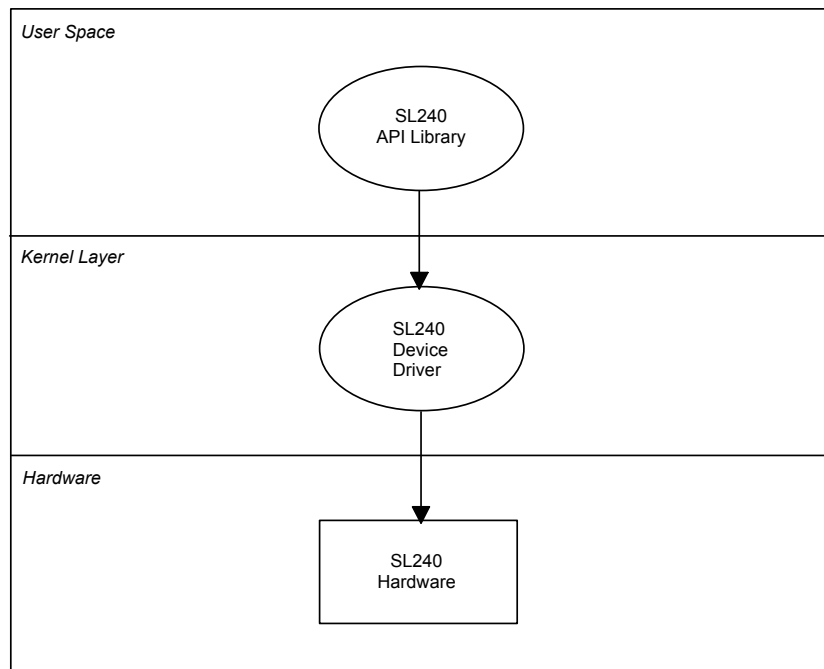 User Space
SL240
API Library
Kernel Layer
SL240
Device
Driver
Hardware
SL240
Hardware